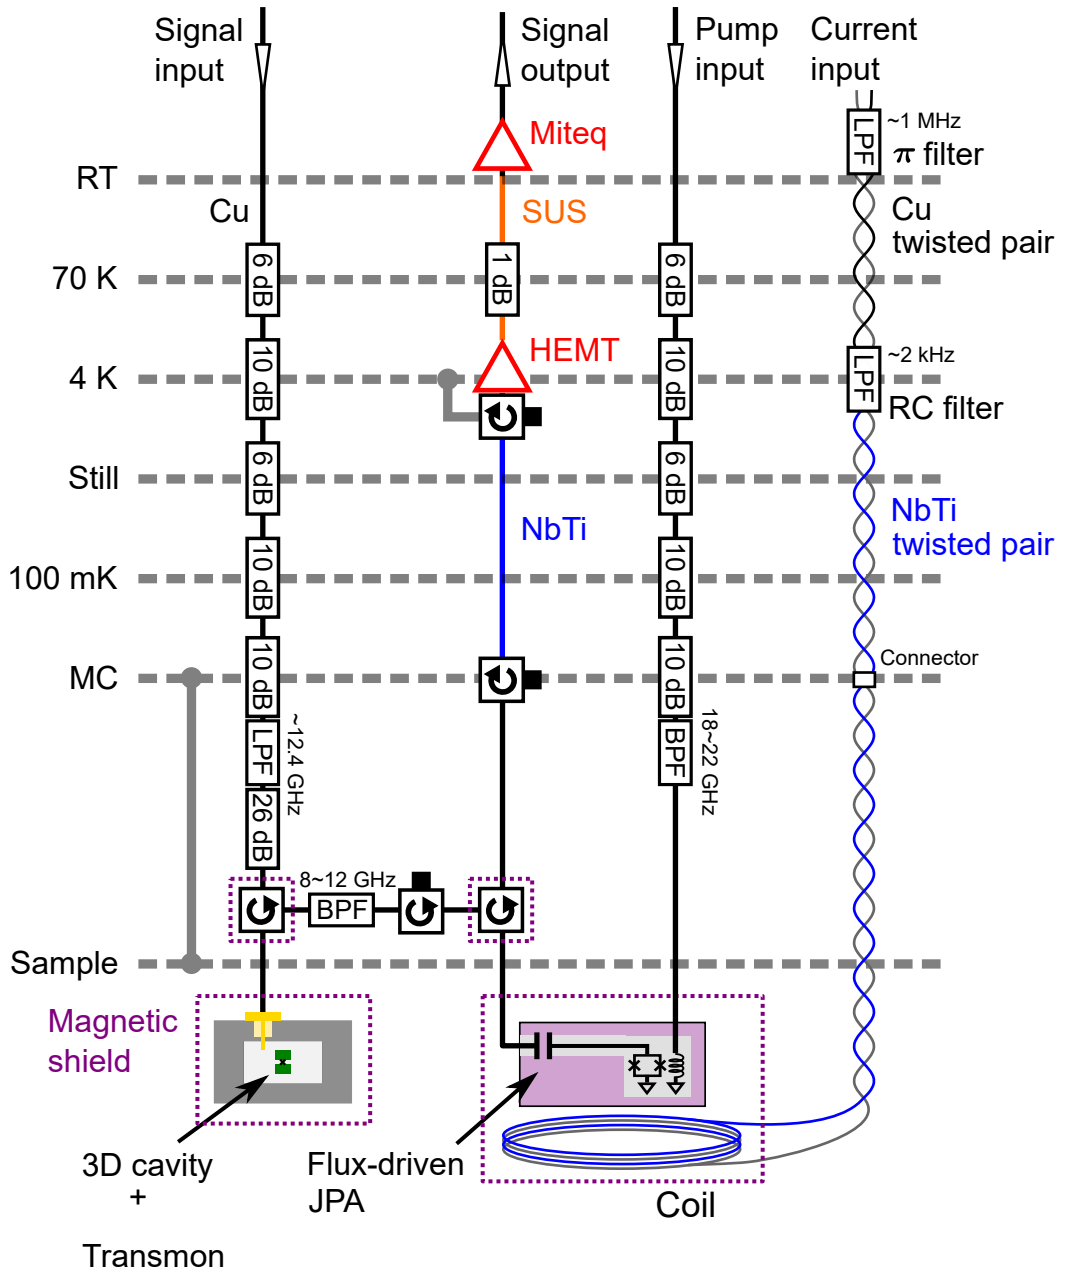 Signal
input
Signal
output
Pump
input
Current
input
Miteq
LPF
~1 MHz
π filter
RT
Cu
SUS
Cu
twisted pair
70 K
6 dB
1 dB
6 dB
HEMT
4 K
10 dB
10 dB
LPF
~2 kHz
RC filter
Still
6 dB
6 dB
NbTi
NbTi
twisted pair
100 mK
10 dB
10 dB
MC
10 dB
10 dB
Connector
LPF
~12.4 GHz
BPF
18~22 GHz
26 dB
8~12 GHz
BPF
Sample
Magnetic
shield
3D cavity
+
Transmon
Flux-driven
JPA
Coil